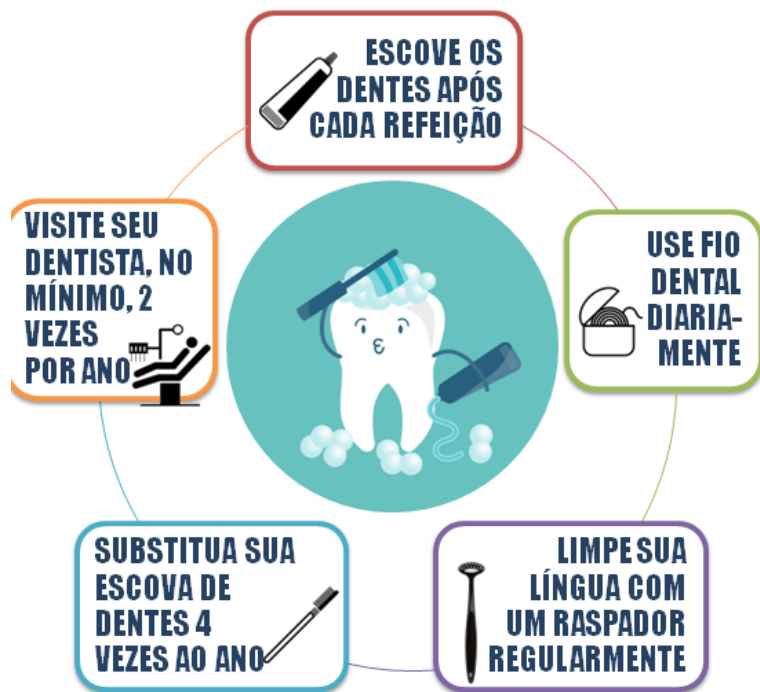 ESCOVE OS
DENTES APÓS
CADA REFEIÇÃO
USE FIO
DENTAL
DIARIA-
MENTE
LIMPE SUA
LÍNGUA COM
UM RASPADOR
REGULARMENTE
SUBSTITUA SUA
ESCOVA DE
DENTES 4
VEZES AO ANO
VISITE SEU
DENTISTA, NO
MÍNIMO, 2
VEZES
POR ANO